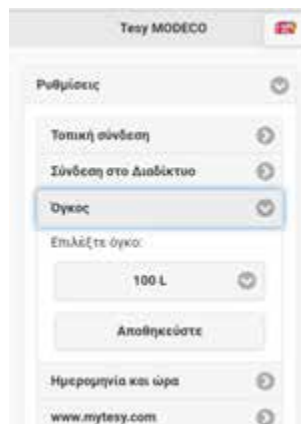 Tesy MODECO
Ρυθμίσεις
Τοπική σύνδεση
Σύνδεση στο Διαδίκτυο
Όγκος
Επιλέξτε όγκο:
100 L
Αποθηκεύστε
Ημερομηνία και ώρα
www.mytesy.com